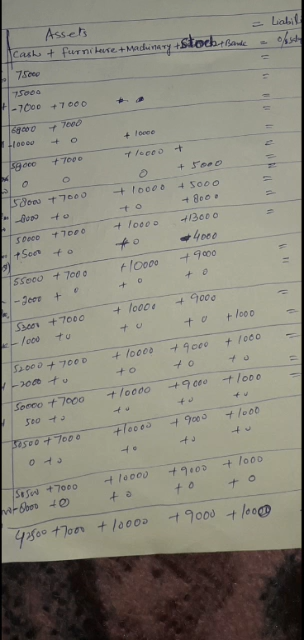 Assets = Liabili
Cash + furniture + Machinary + Stock + Bank =
75000
75000
-7000 +7000
68000 + 7000
-10000 + 0 + 10000
58000 +7000 +10000 +
0 0 0 + 5000 =
58000 +7000 +10000 +5000 =
-8000 +0 +0 +8000 =
50000 +7000 +10000 +13000 =
+5000 +0 +0 -4000
55000 +7000 +10000 +9000 =
-2000 + 0 + 0 + 0 =
53000 +7000 +10000 +9000 =
-1000 +0 +0 +0 +1000 =
52000 +7000 +10000 +9000 +1000 =
-2000 +0 +0 +0 +0 =
50000 +7000 +10000 +9000 +1000 =
500 +0 +0 +0 +0
50500 +7000 +10000 +9000 +1000
0 +0 +0 +0 +0
50500 +7000 +10000 +9000 +1000
-8000 +0 +0 +0 +0
42500 +7000 +10000 +9000 +1000